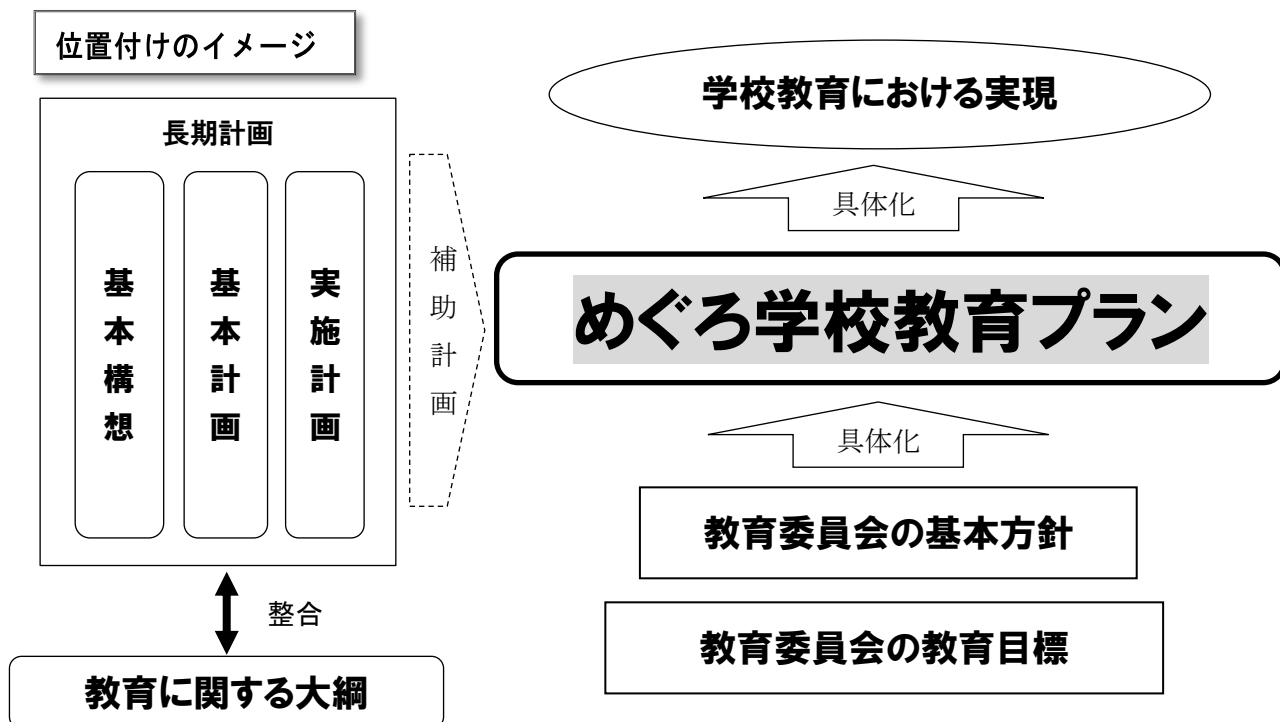 位置付けのイメージ
長期計画
基本構想
基本計画
実施計画
補助計画
整合
教育に関する大綱
学校教育における実現
具体化
めぐろ学校教育プラン
具体化
教育委員会の基本方針
教育委員会の教育目標